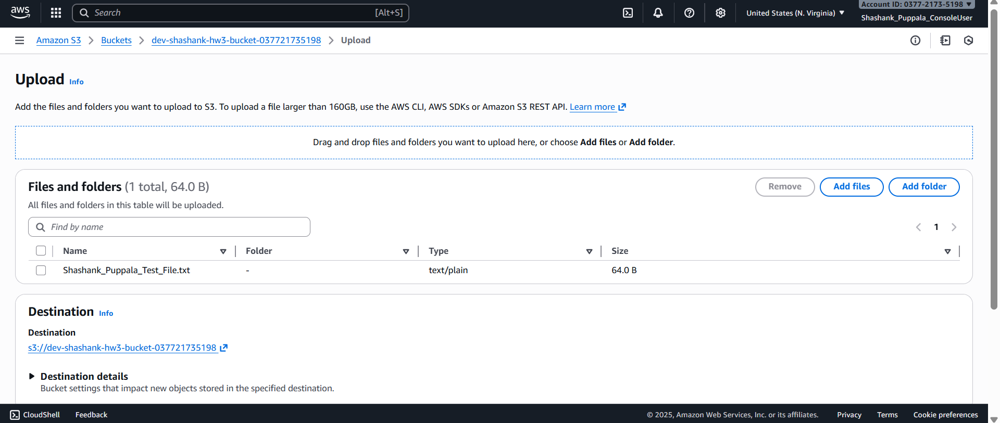 aws
Search [Alt+S]
United States (N. Virginia)
Account ID: 0377-2173-5198
Shashank_Puppala_ConsoleUser
Amazon S3 > Buckets > dev-shashank-hw3-bucket-037721735198 > Upload
Upload Info
Add the files and folders you want to upload to S3. To upload a file larger than 160GB, use the AWS CLI, AWS SDKs or Amazon S3 REST API. Learn more
Drag and drop files and folders you want to upload here, or choose Add files or Add folder.
Files and folders (1 total, 64.0 B)
Remove Add files Add folder
All files and folders in this table will be uploaded.
Find by name
1
Name Folder Type Size
Shashank_Puppala_Test_File.txt - text/plain 64.0 B
Destination Info
Destination
s3://dev-shashank-hw3-bucket-037721735198
Destination details
Bucket settings that impact new objects stored in the specified destination.
CloudShell Feedback © 2025, Amazon Web Services, Inc. or its affiliates. Privacy Terms Cookie preferences